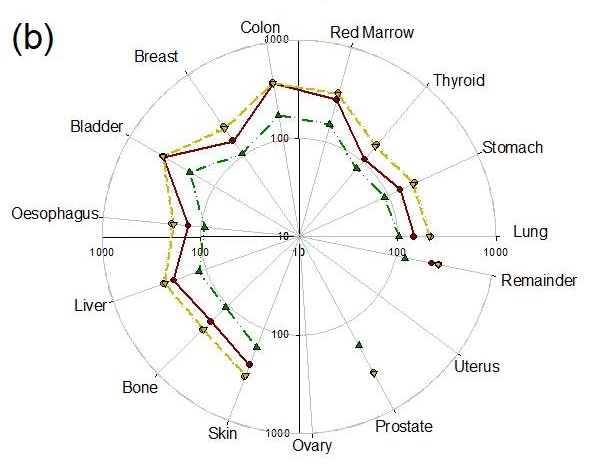 (b)
Colon
Red Marrow
1000
Breast
Thyroid
Bladder
100
Stomach
Oesophagus
10
Lung
1000
100
10
100
1000
Remainder
Liver
100
Uterus
Bone
Prostate
Skin
1000
Ovary